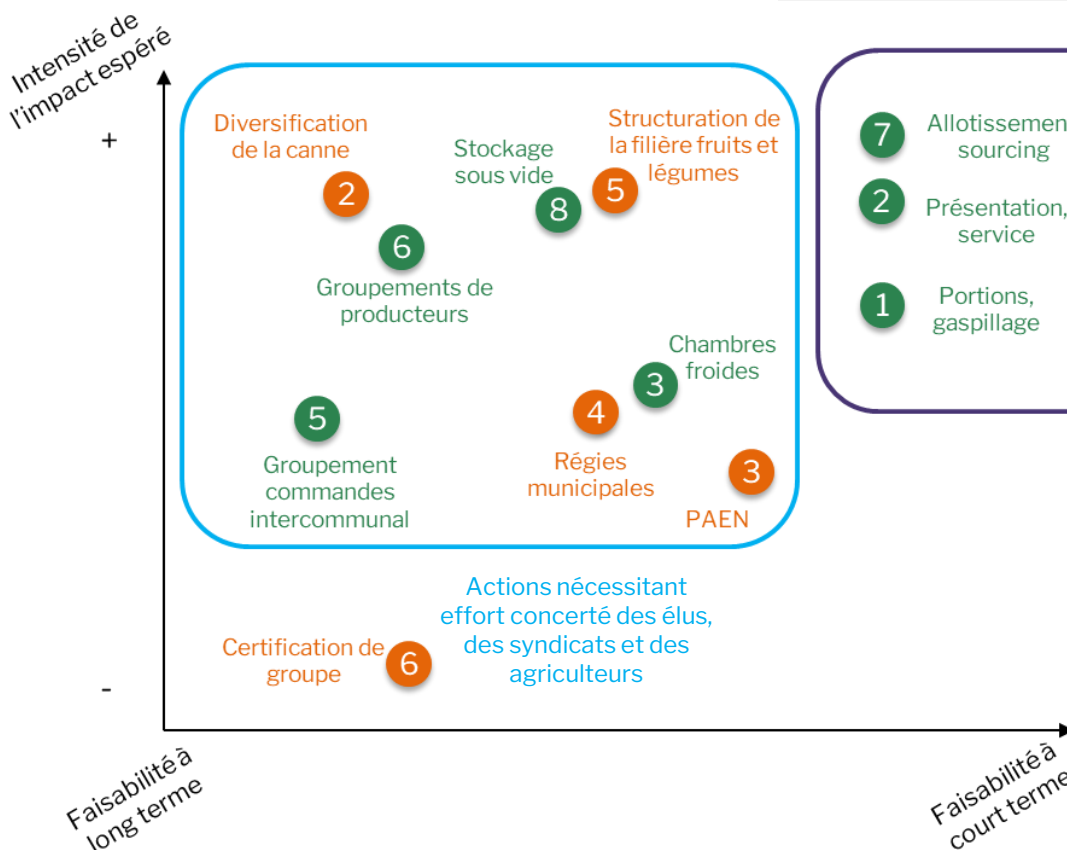 Intensité de
l'impact espéré
+
Diversification
de la canne
2
6
Groupements de
producteurs
Stockage
sous vide
8
Structuration de
la filière fruits et
légumes
5
7
Allotissemen
sourcing
2
Présentation,
service
1
Portions,
gaspillage
Chambres
froides
3
4
Régies
municipales
3
PAEN
5
Groupement
commandes
intercommunal
Actions nécessitant
effort concerté des élus,
des syndicats et des
agriculteurs
Certification de
groupe
6
-
Faisabilité à
long terme
Faisabilité à
court terme